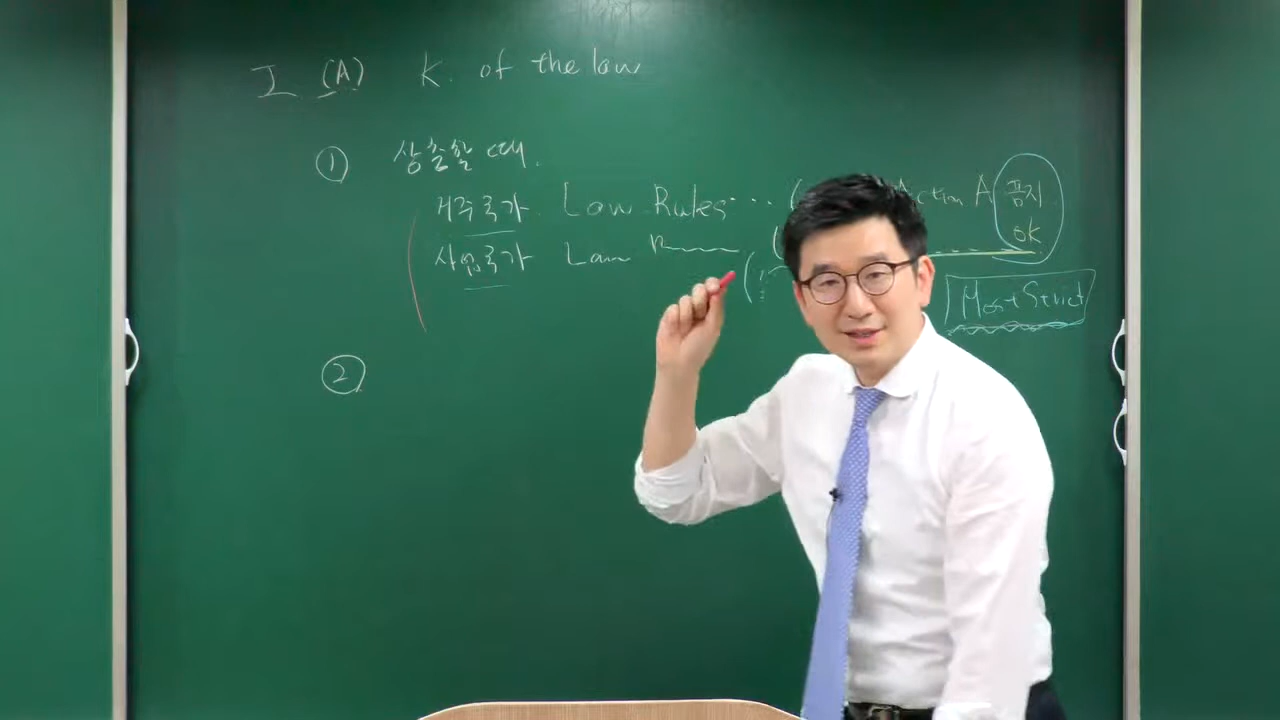 I (A) K. of the law
① 상충할 때.
거주국가 Law Rules... ( Action A 금지
사업국가 Law R ( ok
(
Most Strict
②